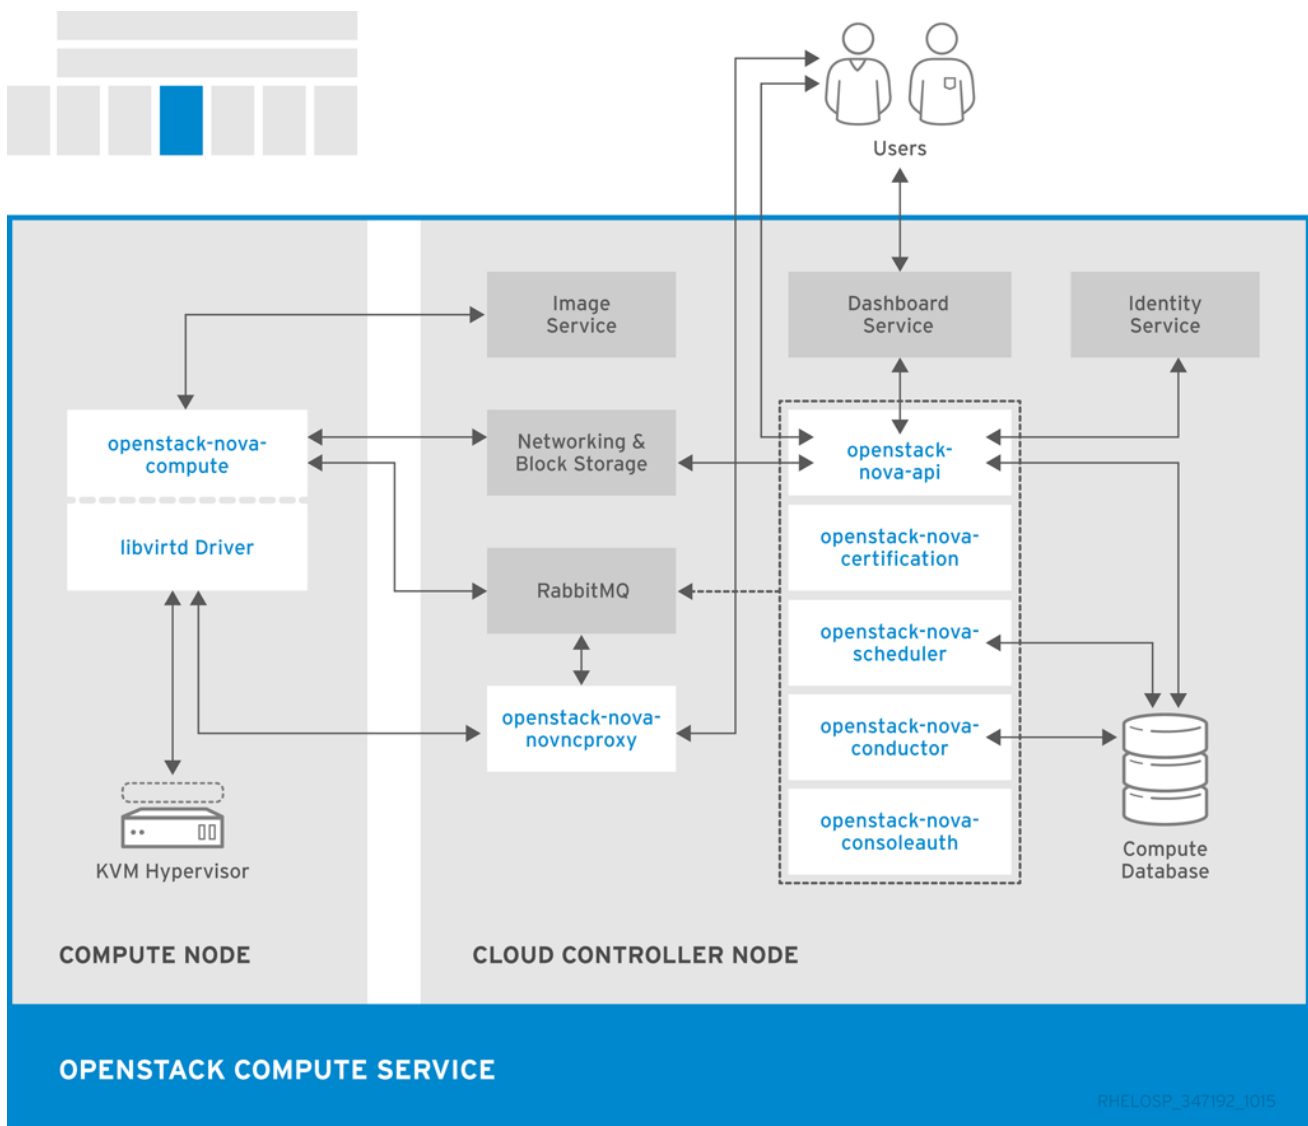 Users
Image
Service
Dashboard
Service
Identity
Service
openstack-nova-
compute
libvirtd Driver
Networking &
Block Storage
openstack-
nova-api
openstack-nova-
certification
RabbitMQ
openstack-nova-
scheduler
openstack-nova-
novncproxy
openstack-nova-
conductor
openstack-nova-
consoleauth
KVM Hypervisor
Compute
Database
COMPUTE NODE
CLOUD CONTROLLER NODE
OPENSTACK COMPUTE SERVICE
RHELOSP_347192_1015